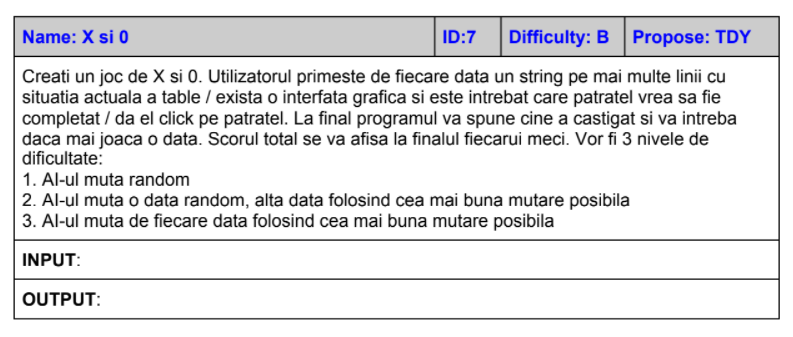 Name: X si 0 ID:7 Difficulty: B Propose: TDY
Creati un joc de X si 0. Utilizatorul primeste de fiecare data un string pe mai multe linii cu
situatia actuala a table / exista o interfata grafica si este intrebat care patratel vrea sa fie
completat / da el click pe patratel. La final programul va spune cine a castigat si va intreba
daca mai joaca o data. Scorul total se va afisa la finalul fiecarui meci. Vor fi 3 nivele de
dificultate:
1. AI-ul muta random
2. AI-ul muta o data random, alta data folosind cea mai buna mutare posibila
3. AI-ul muta de fiecare data folosind cea mai buna mutare posibila
INPUT:
OUTPUT: